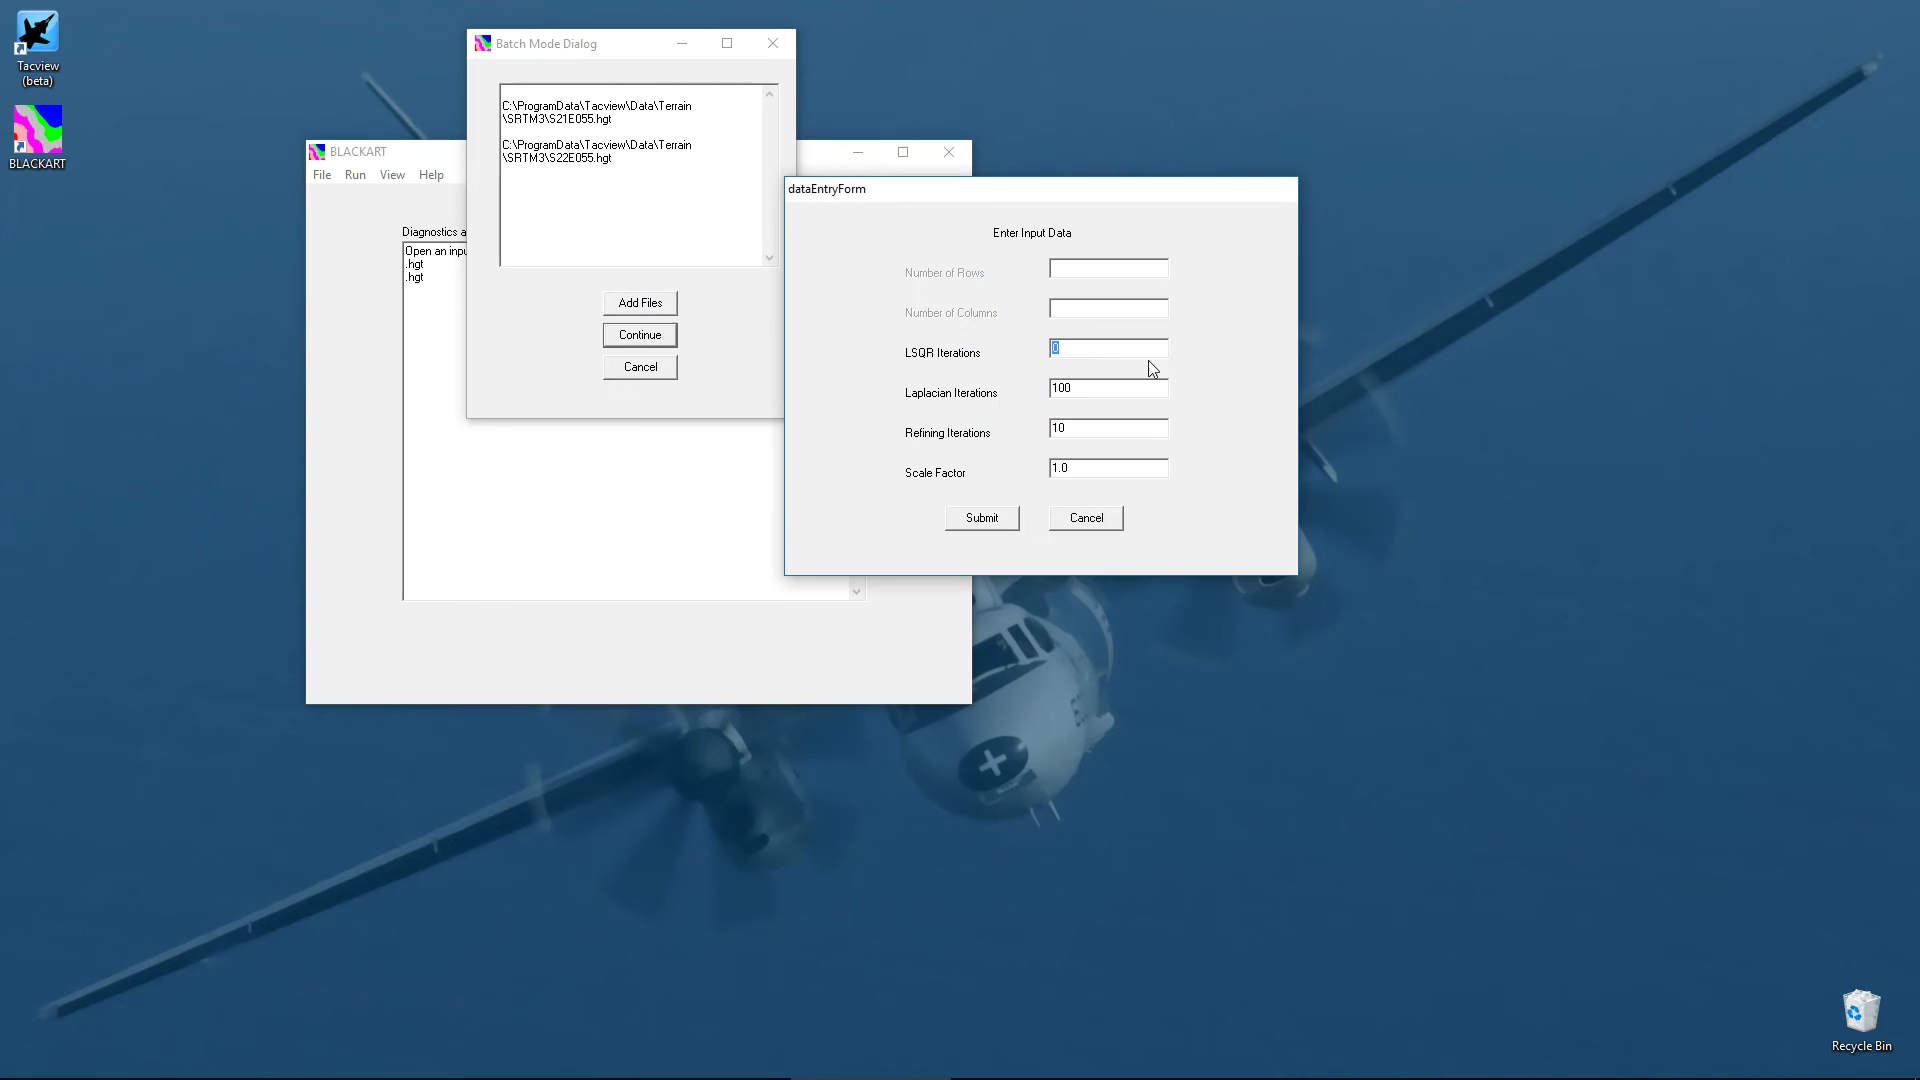 Tacview
(beta)
BLACKART
Batch Mode Dialog
C:\ProgramData\Tacview\Data\Terrain
\SRTM3\S21E055.hgt
C:\ProgramData\Tacview\Data\Terrain
\SRTM3\S22E055.hgt
Add Files
Continue
Cancel
BLACKART
File Run View Help
Diagnostics a
Open an inpu
.hgt
.hgt
dataEntryForm
Enter Input Data
Number of Rows
Number of Columns
LSQR Iterations 0
Laplacian Iterations 100
Refining Iterations 10
Scale Factor 1.0
Submit Cancel
Recycle Bin